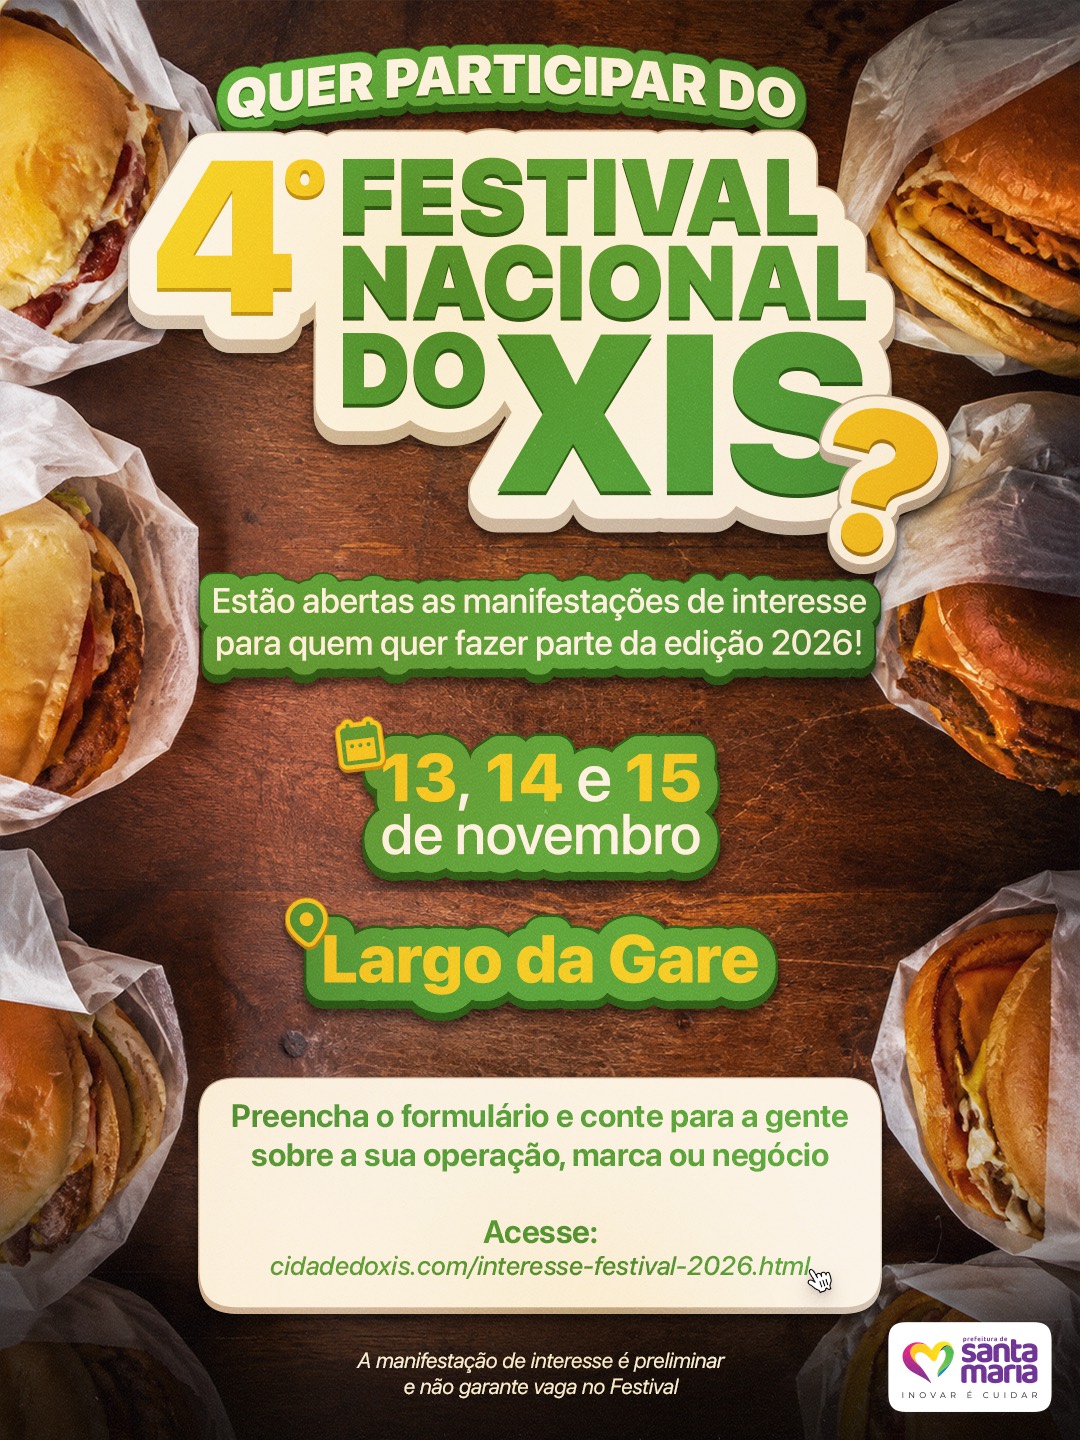 QUER PARTICIPAR DO
4º FESTIVAL
NACIONAL
DO XIS?
Estão abertas as manifestações de interesse
para quem quer fazer parte da edição 2026!
13, 14 e 15
de novembro
Largo da Gare
Preencha o formulário e conte para a gente
sobre a sua operação, marca ou negócio
Acesse:
cidadedoxis.com/interesse-festival-2026.html
A manifestação de interesse é preliminar
e não garante vaga no Festival
prefeitura de
santa
maria
INOVAR É CUIDAR